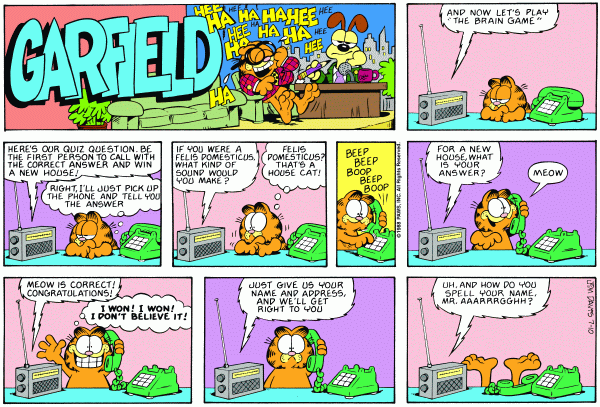 GARFIELD
HEE
HEE
HA HA HA HEE HEE
HEE HA
HEE HA HA
HA HEE
HA
AND NOW LET'S PLAY
"THE BRAIN GAME"
HERE'S OUR QUIZ QUESTION. BE
THE FIRST PERSON TO CALL WITH
THE CORRECT ANSWER AND WIN
A NEW HOUSE!
RIGHT, I'LL JUST PICK UP
THE PHONE AND TELL YOU
THE ANSWER
IF YOU WERE A
FELIS DOMESTICUS,
WHAT KIND OF
SOUND WOULD
YOU MAKE?
FELIS
DOMESTICUS?
THAT'S A
HOUSE CAT!
BEEP
BEEP
BOOP
BEEP
BOOP
© 1988 PAWS, INC. All Rights Reserved.
FOR A NEW
HOUSE, WHAT
IS YOUR
ANSWER?
MEOW
MEOW IS CORRECT!
CONGRATULATIONS!
I WON! I WON!
I DON'T BELIEVE IT!
JUST GIVE US YOUR
NAME AND ADDRESS,
AND WE'LL GET
RIGHT TO YOU
UH, AND HOW DO YOU
SPELL YOUR NAME,
MR. AAARRRGGHH?
JIM DAVIS 7-10